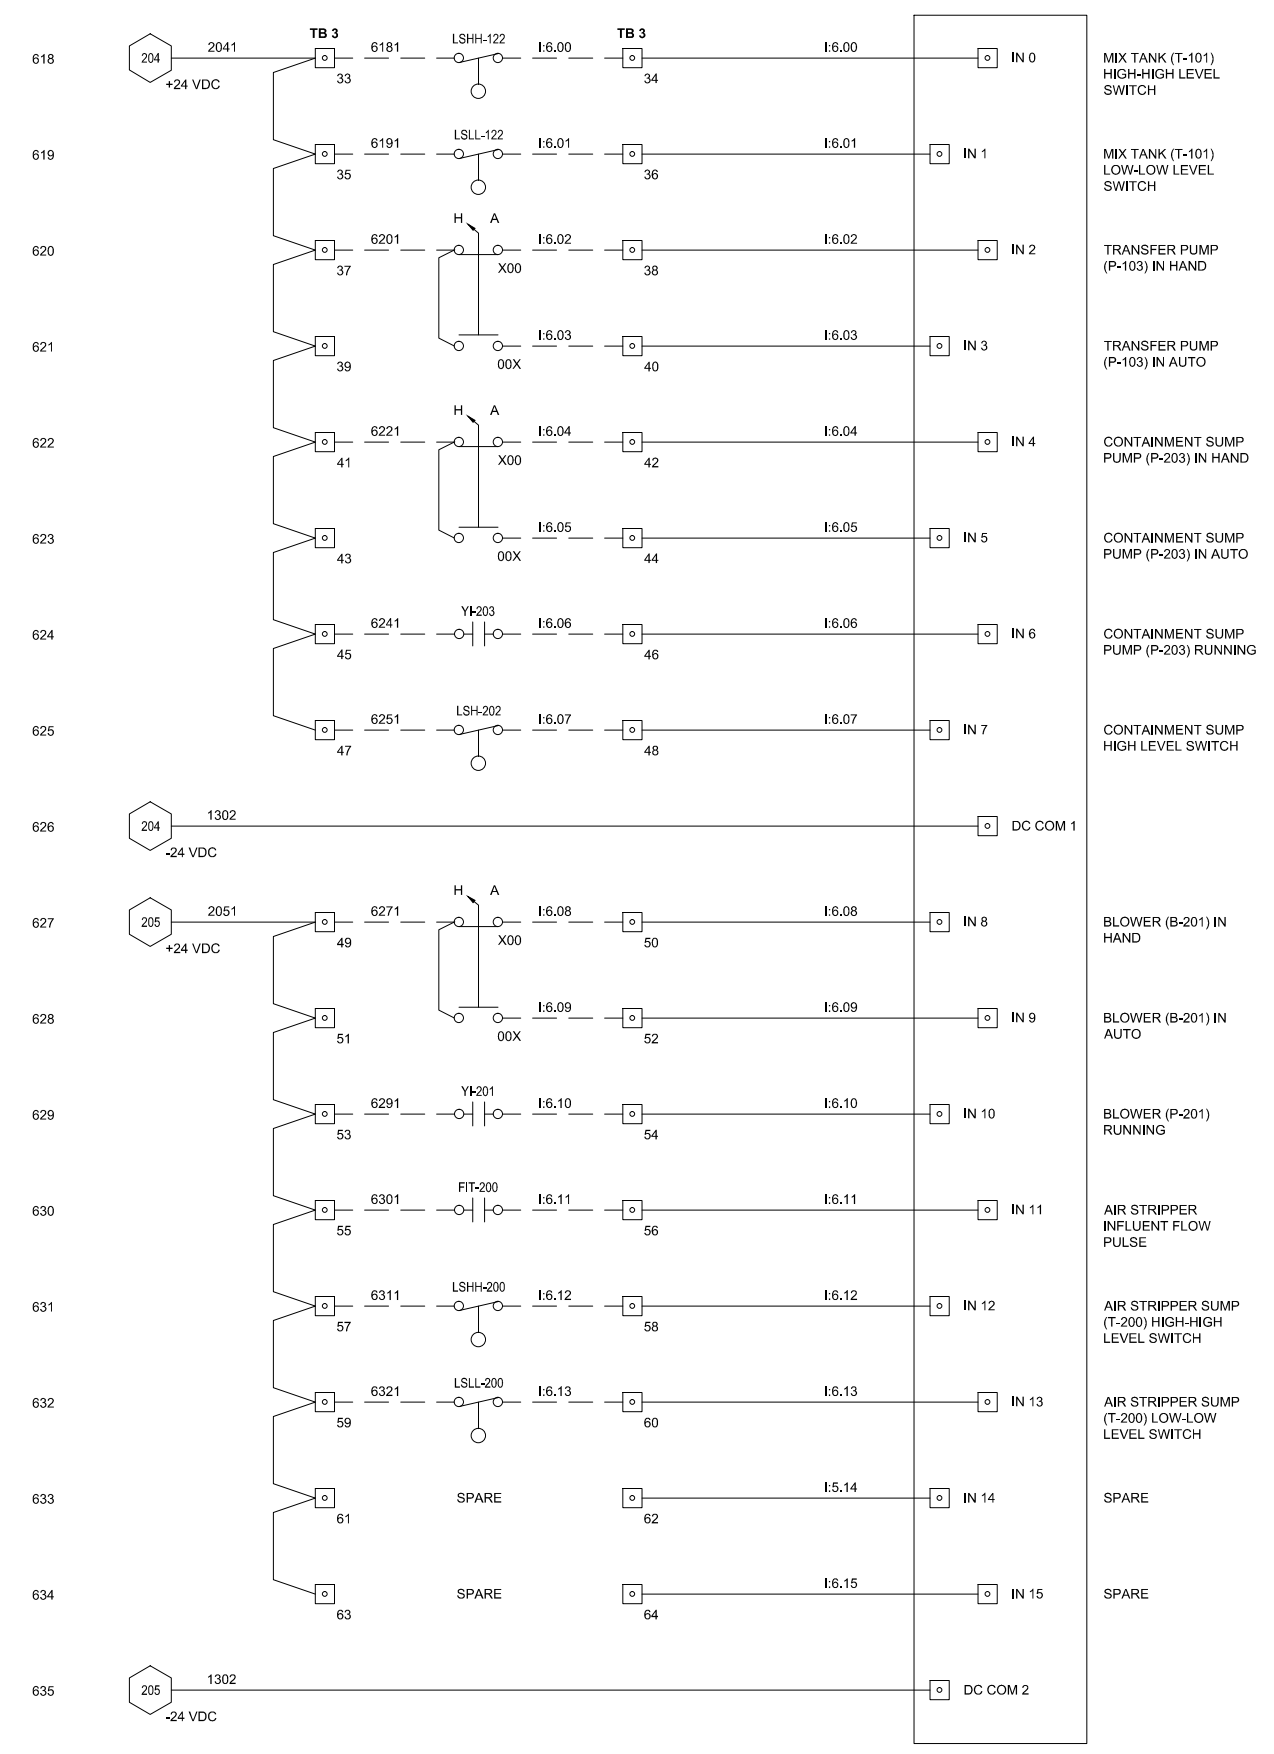 TB 3
TB 3
618
204
2041
+24 VDC
33
6181
LSHH-122
I:6.00
34
I:6.00
IN 0
MIX TANK (T-101)
HIGH-HIGH LEVEL
SWITCH
619
35
6191
LSLL-122
I:6.01
36
I:6.01
IN 1
MIX TANK (T-101)
LOW-LOW LEVEL
SWITCH
620
37
6201
H A
X00
I:6.02
38
I:6.02
IN 2
TRANSFER PUMP
(P-103) IN HAND
621
39
00X
I:6.03
40
I:6.03
IN 3
TRANSFER PUMP
(P-103) IN AUTO
622
41
6221
H A
X00
I:6.04
42
I:6.04
IN 4
CONTAINMENT SUMP
PUMP (P-203) IN HAND
623
43
00X
I:6.05
44
I:6.05
IN 5
CONTAINMENT SUMP
PUMP (P-203) IN AUTO
624
45
6241
YI-203
I:6.06
46
I:6.06
IN 6
CONTAINMENT SUMP
PUMP (P-203) RUNNING
625
47
6251
LSH-202
I:6.07
48
I:6.07
IN 7
CONTAINMENT SUMP
HIGH LEVEL SWITCH
626
204
1302
-24 VDC
DC COM 1
627
205
2051
+24 VDC
49
6271
H A
X00
I:6.08
50
I:6.08
IN 8
BLOWER (B-201) IN
HAND
628
51
00X
I:6.09
52
I:6.09
IN 9
BLOWER (B-201) IN
AUTO
629
53
6291
YI-201
I:6.10
54
I:6.10
IN 10
BLOWER (P-201)
RUNNING
630
55
6301
FIT-200
I:6.11
56
I:6.11
IN 11
AIR STRIPPER
INFLUENT FLOW
PULSE
631
57
6311
LSHH-200
I:6.12
58
I:6.12
IN 12
AIR STRIPPER SUMP
(T-200) HIGH-HIGH
LEVEL SWITCH
632
59
6321
LSLL-200
I:6.13
60
I:6.13
IN 13
AIR STRIPPER SUMP
(T-200) LOW-LOW
LEVEL SWITCH
633
61
SPARE
62
I:5.14
IN 14
SPARE
634
63
SPARE
64
I:6.15
IN 15
SPARE
635
205
1302
-24 VDC
DC COM 2